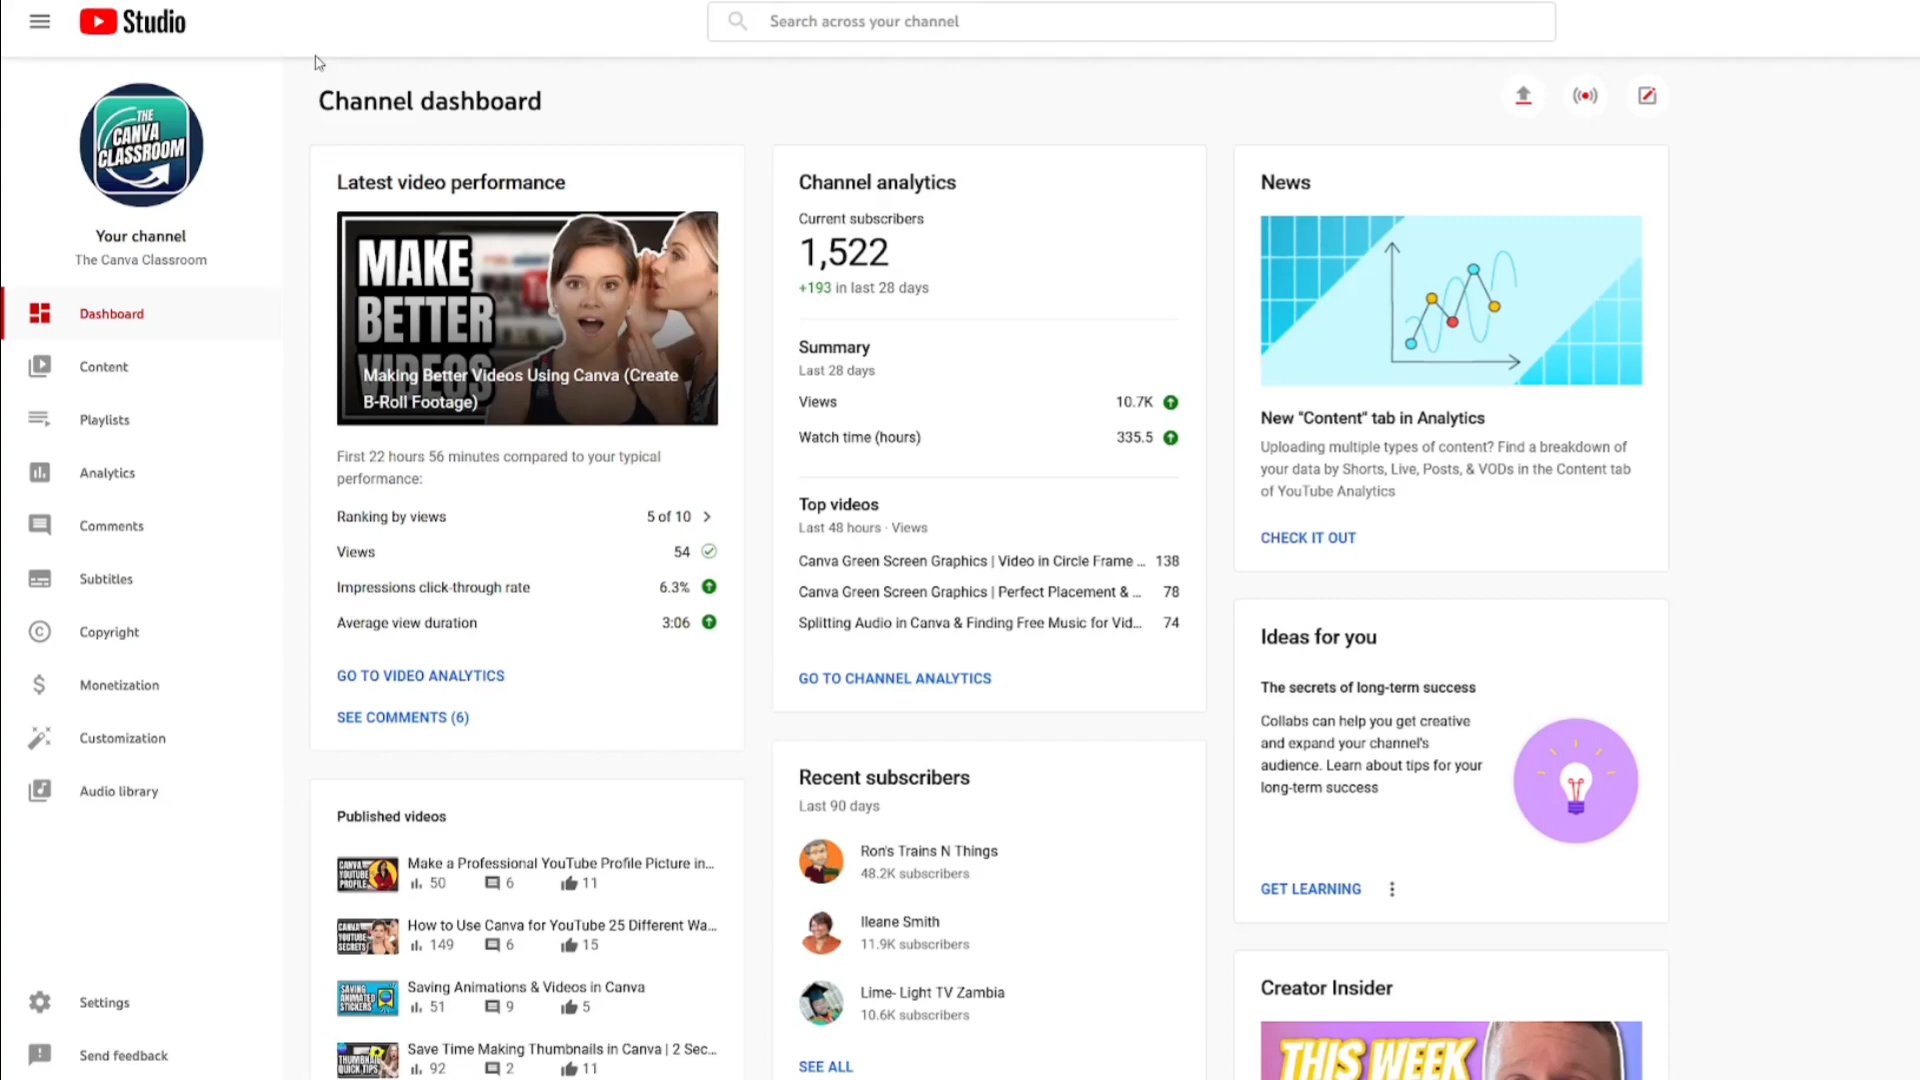 Studio
Search across your channel
Channel dashboard
THE
CANVA
CLASSROOM
Your channel
The Canva Classroom
Dashboard
Content
Playlists
Analytics
Comments
Subtitles
Copyright
Monetization
Customization
Audio library
Settings
Send feedback
Latest video performance
MAKE
BETTER
VIDEOS
Making Better Videos Using Canva (Create
B-Roll Footage)
First 22 hours 56 minutes compared to your typical
performance:
Ranking by views 5 of 10
Views 54
Impressions click-through rate 6.3%
Average view duration 3:06
GO TO VIDEO ANALYTICS
SEE COMMENTS (6)
Published videos
CANVA
YOUTUBE
PROFILE
Make a Professional YouTube Profile Picture in...
50 6 11
CANVA
YOUTUBE
SECRETS
How to Use Canva for YouTube 25 Different Wa...
149 6 15
SAVING
ANIMATED
STICKERS
Saving Animations & Videos in Canva
51 9 5
THUMBNAIL
QUICK TIPS
Save Time Making Thumbnails in Canva | 2 Sec...
92 2 11
Channel analytics
Current subscribers
1,522
+193 in last 28 days
Summary
Last 28 days
Views 10.7K
Watch time (hours) 335.5
Top videos
Last 48 hours · Views
Canva Green Screen Graphics | Video in Circle Frame ... 138
Canva Green Screen Graphics | Perfect Placement & ... 78
Splitting Audio in Canva & Finding Free Music for Vid... 74
GO TO CHANNEL ANALYTICS
Recent subscribers
Last 90 days
Ron's Trains N Things
48.2K subscribers
Ileane Smith
11.9K subscribers
Lime- Light TV Zambia
10.6K subscribers
SEE ALL
News
New "Content" tab in Analytics
Uploading multiple types of content? Find a breakdown of
your data by Shorts, Live, Posts, & VODs in the Content tab
of YouTube Analytics
CHECK IT OUT
Ideas for you
The secrets of long-term success
Collabs can help you get creative
and expand your channel's
audience. Learn about tips for your
long-term success
GET LEARNING
Creator Insider
THIS WEEK